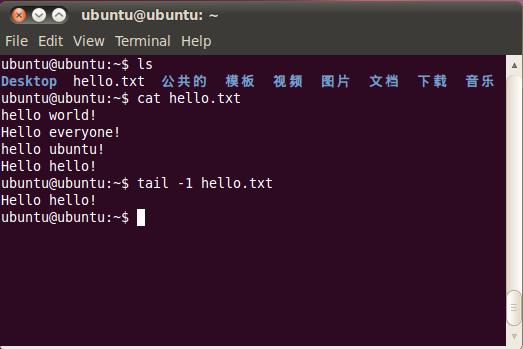 ubuntu@ubuntu: ~
File Edit View Terminal Help
ubuntu@ubuntu:~$ ls
Desktop hello.txt 公共的 模板 视频 图片 文档 下载 音乐
ubuntu@ubuntu:~$ cat hello.txt
hello world!
Hello everyone!
hello ubuntu!
Hello hello!
ubuntu@ubuntu:~$ tail -1 hello.txt
Hello hello!
ubuntu@ubuntu:~$